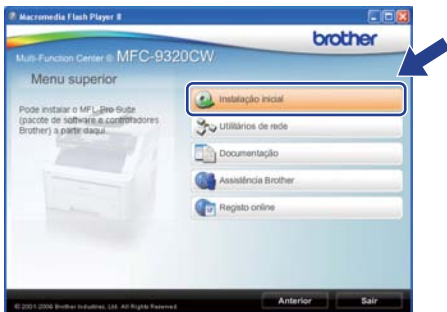 Macromedia Flash Player 8
brother
Multi-Function Center ® MFC-9320CW
Menu superior
Pode instalar o MFL-Pro Suite
(pacote de software e controladores
Brother) a partir daqui.
Instalação inicial
Utilitários de rede
Documentação
Assistência Brother
Registo online
© 2001-2006 Brother Industries, Ltd. All Rights Reserved
Anterior
Sair